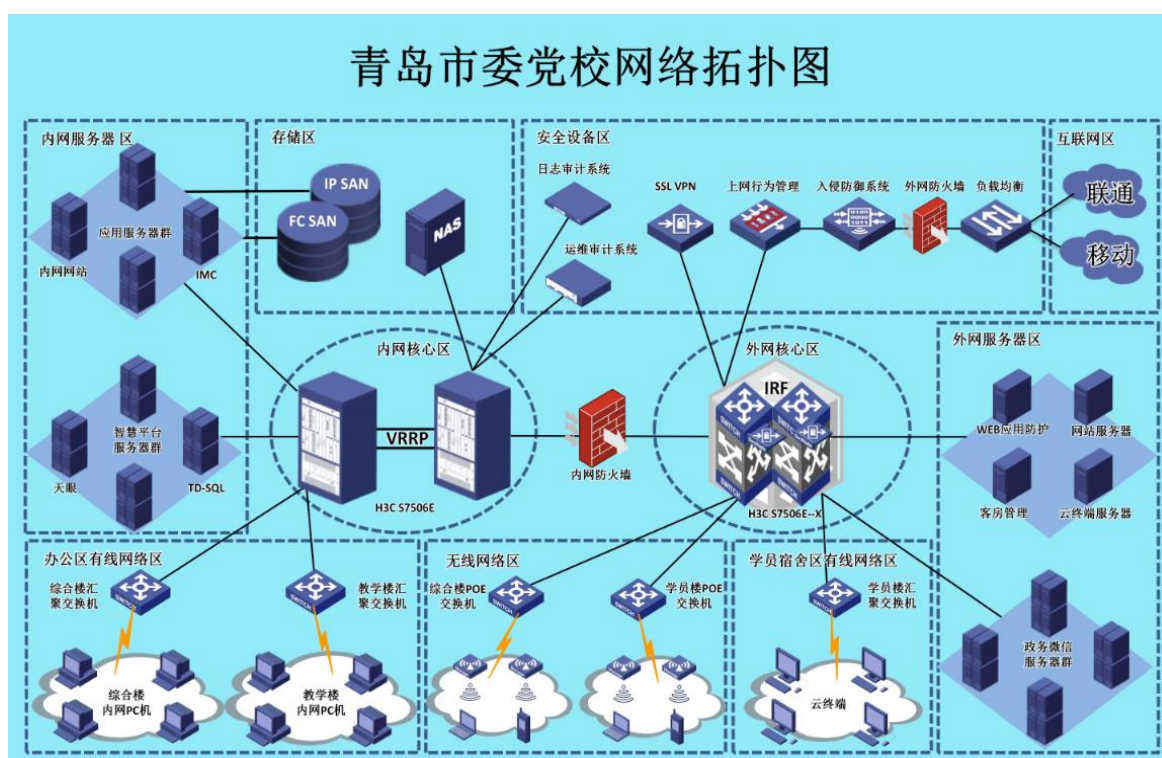 青岛市委党校网络拓扑图
内网服务器 区
应用服务器群
内网网站
IMC
智慧平台
服务器群
天眼
TD-SQL
存储区
IP SAN
FC SAN
NAS
安全设备区
日志审计系统
运维审计系统
SSL VPN
上网行为管理
入侵防御系统
0101
0000
1011
外网防火墙
负载均衡
互联网区
联通
移动
内网核心区
VRRP
H3C S7506E
内网防火墙
外网核心区
IRF
SWITCH
SWITCH
SWITCH
SWITCH
H3C S7506E--X
外网服务器区
WEB应用防护
网站服务器
客房管理
云终端服务器
政务微信
服务器群
办公区有线网络区
综合楼汇
聚交换机
SWITCH
综合楼
内网PC机
教学楼汇
聚交换机
SWITCH
教学楼
内网PC机
无线网络区
综合楼POE
交换机
SWITCH
学员楼POE
交换机
SWITCH
学员宿舍区有线网络区
学员楼汇
聚交换机
SWITCH
云终端